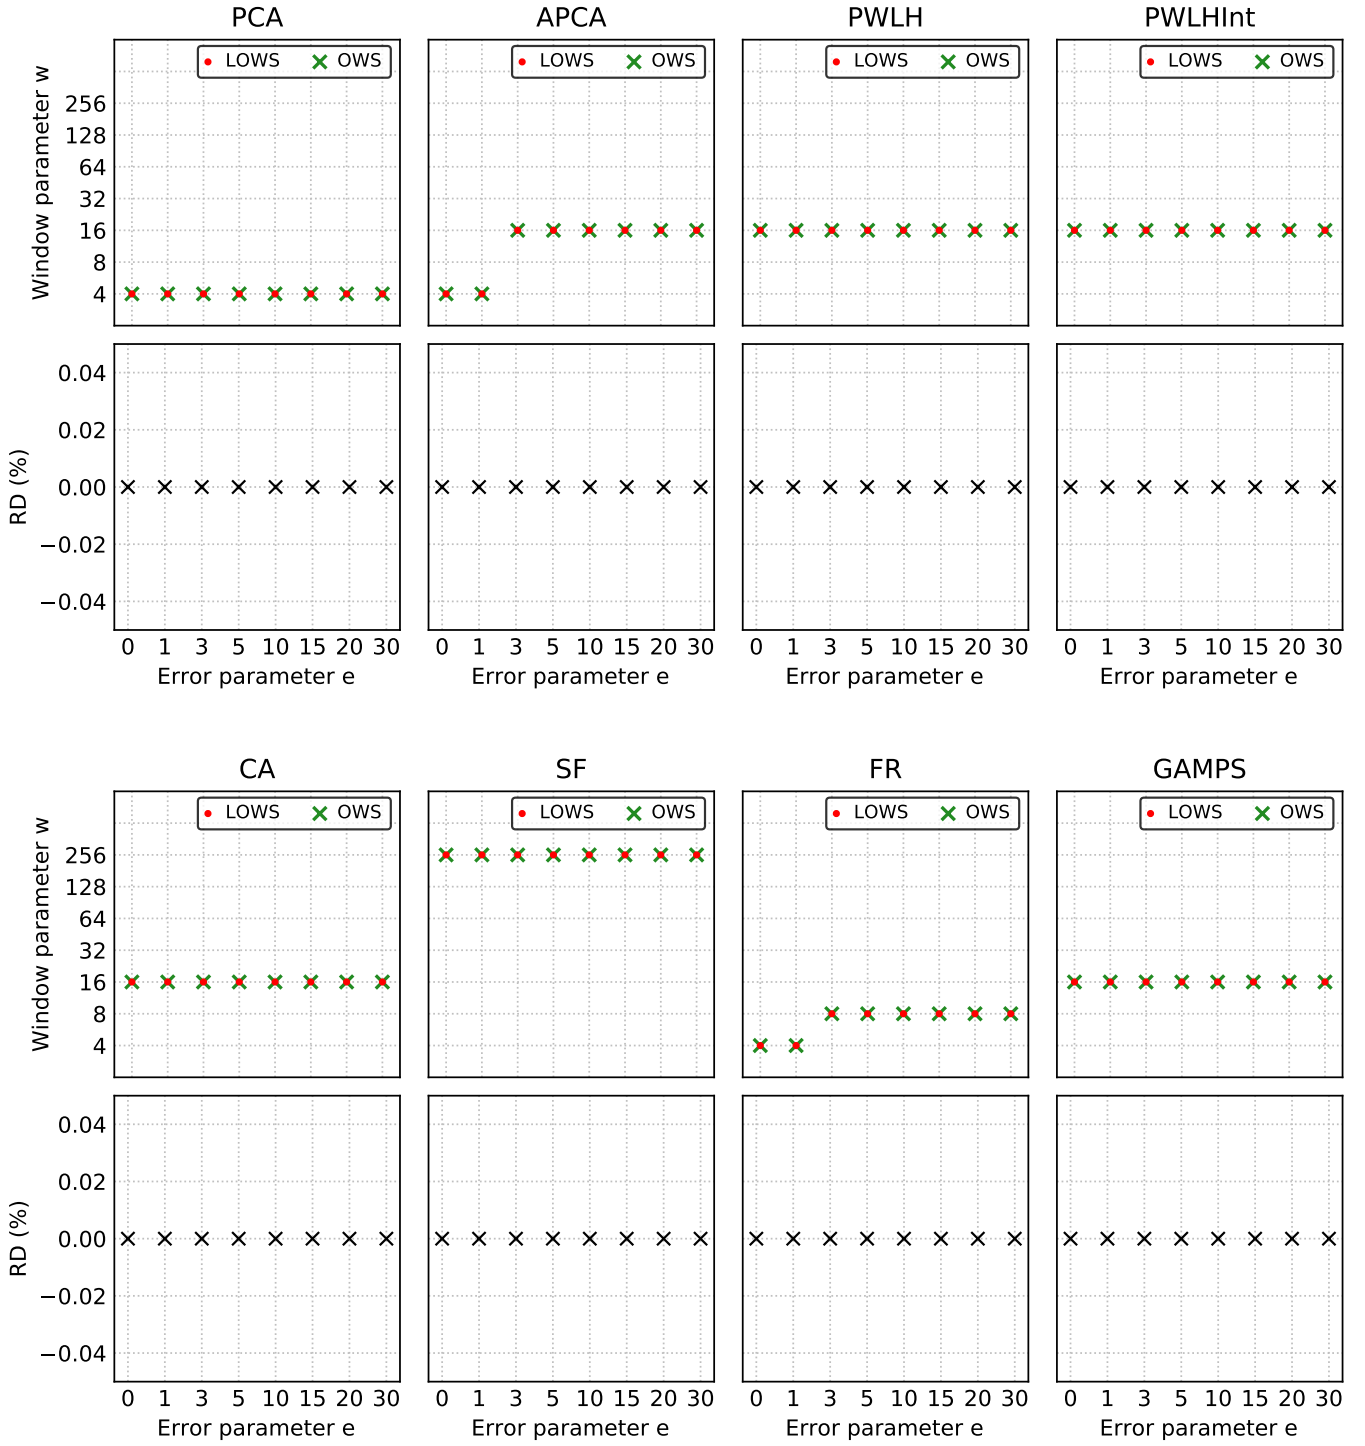 PCA APCA PWLH PWLHInt
LOWS OWS LOWS OWS LOWS OWS LOWS OWS
Window parameter w
256
128
64
32
16
8
4
RD (%)
0.04
0.02
0.00
−0.02
−0.04
0 1 3 5 10 15 20 30 0 1 3 5 10 15 20 30 0 1 3 5 10 15 20 30 0 1 3 5 10 15 20 30
Error parameter e Error parameter e Error parameter e Error parameter e
CA SF FR GAMPS
LOWS OWS LOWS OWS LOWS OWS LOWS OWS
Window parameter w
256
128
64
32
16
8
4
RD (%)
0.04
0.02
0.00
−0.02
−0.04
0 1 3 5 10 15 20 30 0 1 3 5 10 15 20 30 0 1 3 5 10 15 20 30 0 1 3 5 10 15 20 30
Error parameter e Error parameter e Error parameter e Error parameter e